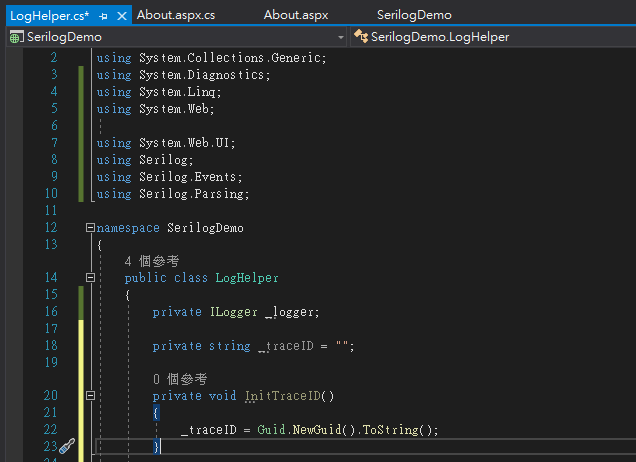 LogHelper.cs* About.aspx.cs About.aspx SerilogDemo
SerilogDemo SerilogDemo.LogHelper
2 using System.Collections.Generic;
3 using System.Diagnostics;
4 using System.Linq;
5 using System.Web;
6
7 using System.Web.UI;
8 using Serilog;
9 using Serilog.Events;
10 using Serilog.Parsing;
11
12 namespace SerilogDemo
13 {
4 個參考
14 public class LogHelper
15 {
16 private ILogger _logger;
17
18 private string _traceID = "";
19
0 個參考
20 private void InitTraceID()
21 {
22 _traceID = Guid.NewGuid().ToString();
23 }